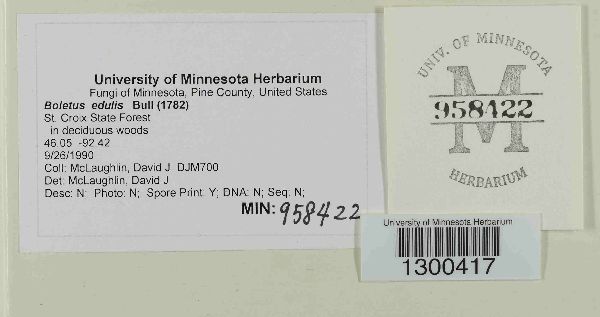 University of Minnesota Herbarium
Fungi of Minnesota, Pine County, United States
Boletus edulis Bull (1782)
St. Croix State Forest
in deciduous woods
46.05 -92.42
9/26/1990
Coll: McLaughlin, David J DJM700
Det: McLaughlin, David J
Desc: N: Photo: N; Spore Print: Y; DNA: N; Seq: N;
MIN: 958422
UNIV. OF MINNESOTA
M
958422
HERBARIUM
University of Minnesota Herbarium
1300417